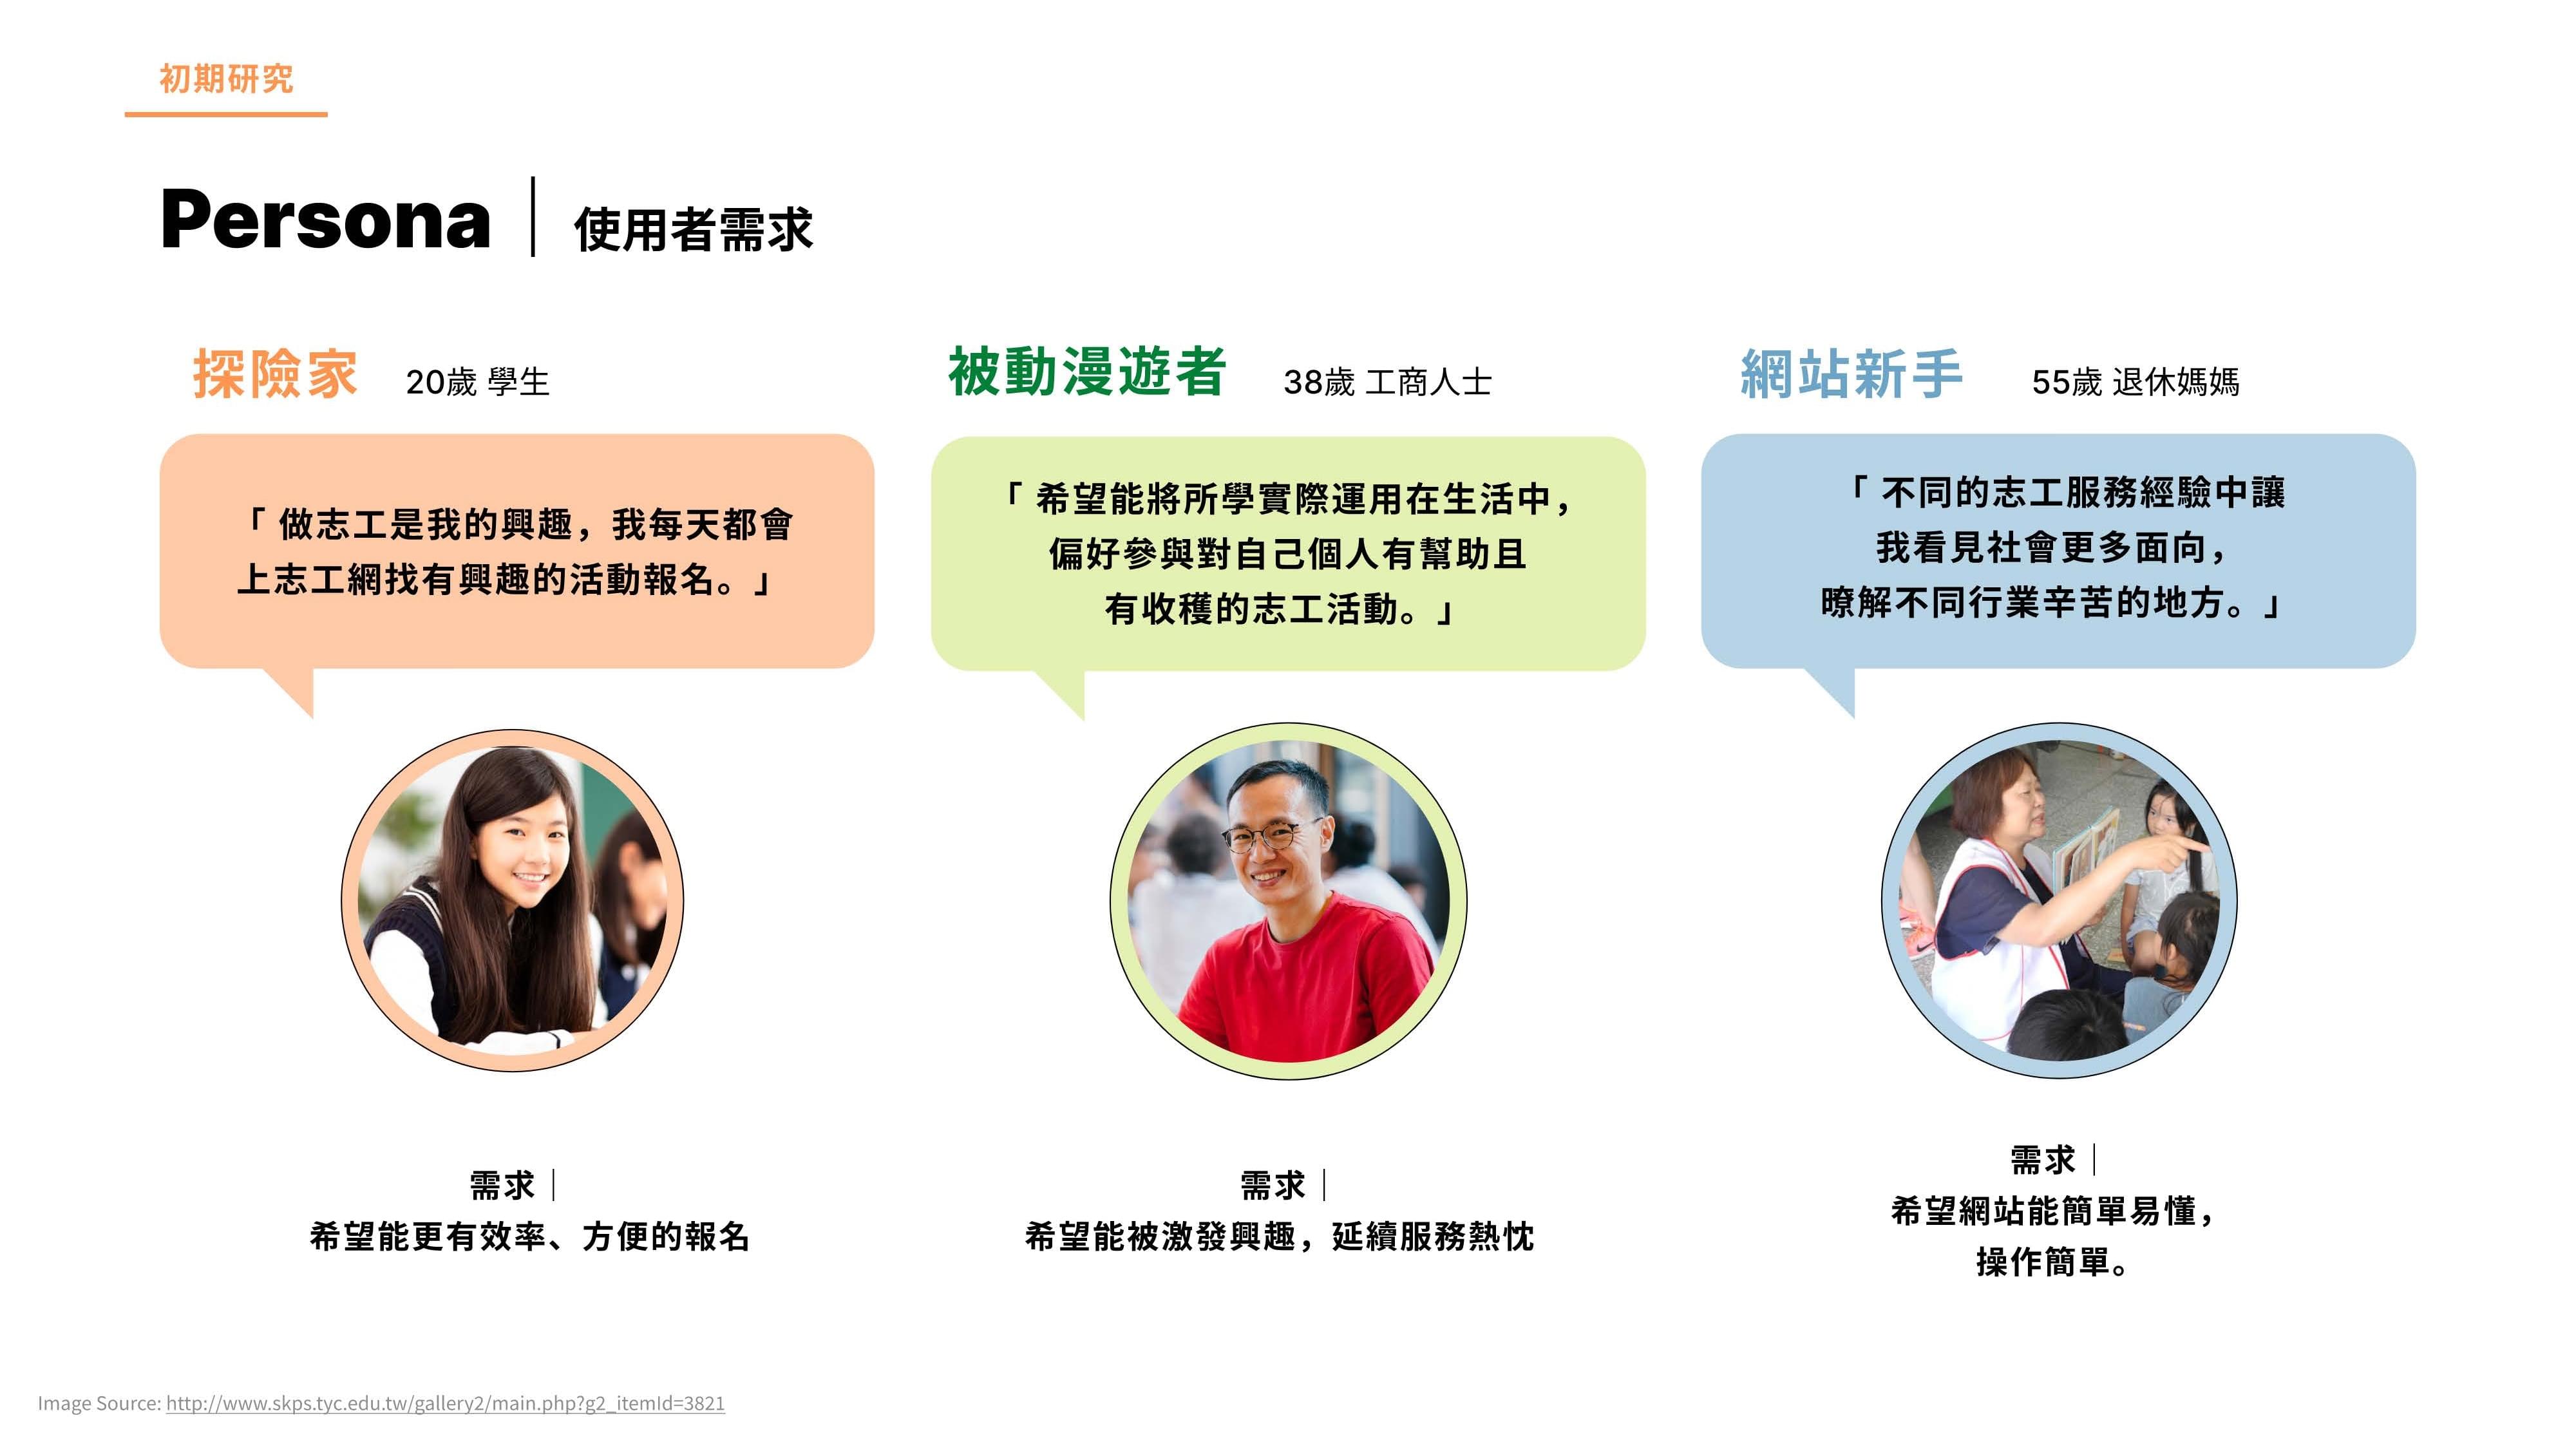 初期研究
Persona｜使用者需求
探險家 20歲 學生
「 做志工是我的興趣，我每天都會
上志工網找有興趣的活動報名。」
需求｜
希望能更有效率、方便的報名
被動漫遊者 38歲 工商人士
「 希望能將所學實際運用在生活中，
偏好參與對自己個人有幫助且
有收穫的志工活動。」
需求｜
希望能被激發興趣，延續服務熱忱
網站新手 55歲 退休媽媽
「 不同的志工服務經驗中讓
我看見社會更多面向，
暸解不同行業辛苦的地方。」
需求｜
希望網站能簡單易懂，
操作簡單。
Image Source: http://www.skps.tyc.edu.tw/gallery2/main.php?g2_itemId=3821